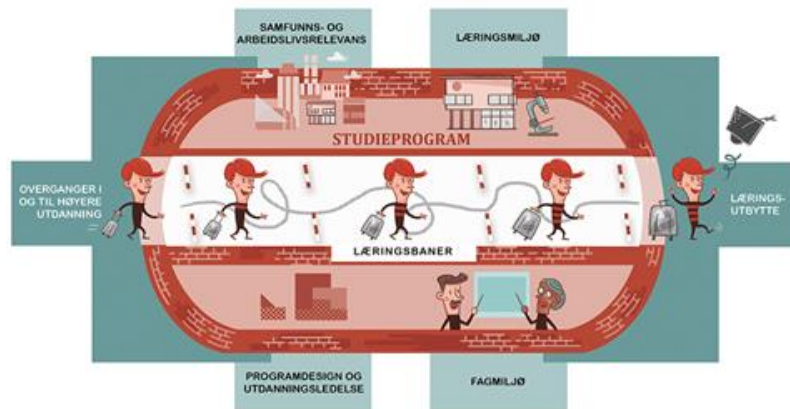 SAMFUNNS- OG
ARBEIDSLIVSRELEVANS
LÆRINGSMILJØ
STUDIEPROGRAM
OVERGANGER I
OG TIL HØYERE
UTDANNING
LÆRINGS-
UTBYTTE
LÆRINGSBANER
PROGRAMDESIGN OG
UTDANNINGSLEDELSE
FAGMILJØ